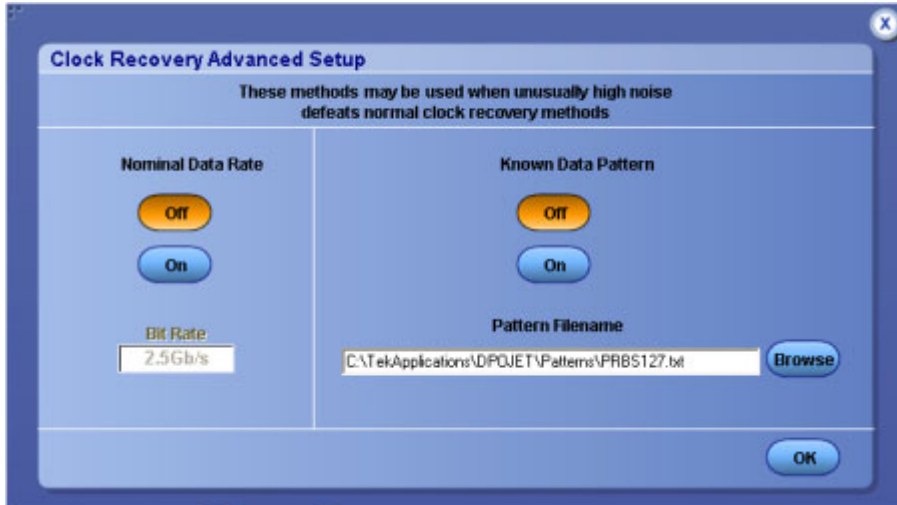 X
Clock Recovery Advanced Setup
These methods may be used when unusually high noise
defeats normal clock recovery methods
Nominal Data Rate
Off
On
Bit Rate
2.5Gb/s
Known Data Pattern
Off
On
Pattern Filename
C:\TekApplications\DPOJET\Patterns\PRBS127.txt
Browse
OK